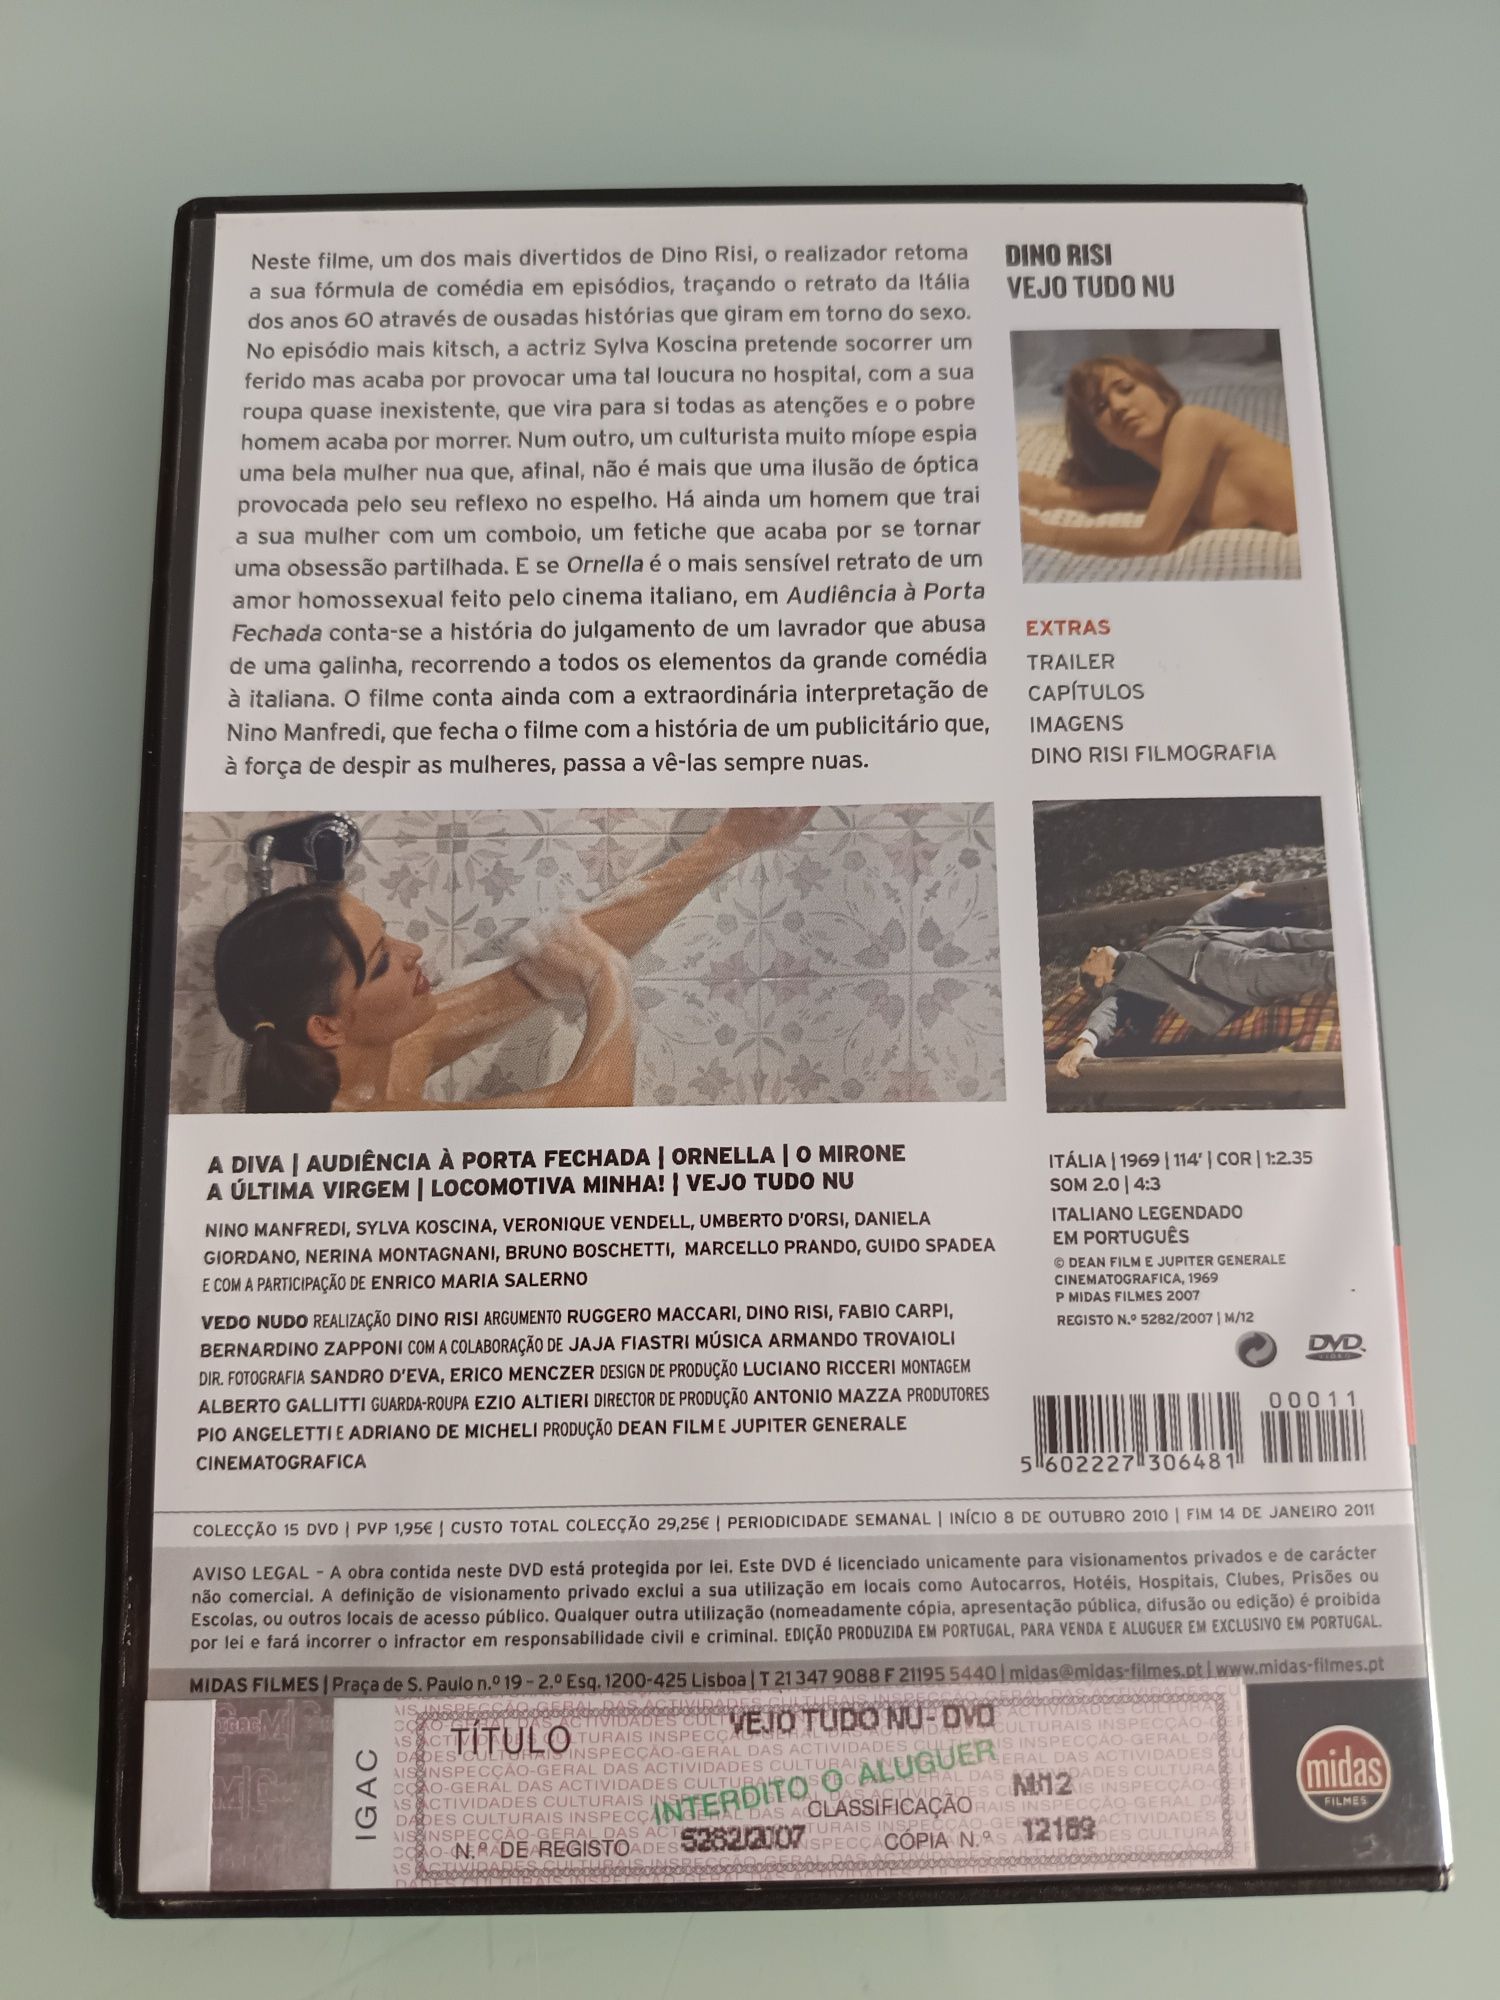 Neste filme, um dos mais divertidos de Dino Risi, o realizador retoma
a sua fórmula de comédia em episódios, traçando o retrato da Itália
dos anos 60 através de ousadas histórias que giram em torno do sexo.
No episódio mais kitsch, a actriz Sylva Koscina pretende socorrer um
ferido mas acaba por provocar uma tal loucura no hospital, com a sua
roupa quase inexistente, que vira para si todas as atenções e o pobre
homem acaba por morrer. Num outro, um culturista muito míope espia
uma bela mulher nua que, afinal, não é mais que uma ilusão de óptica
provocada pelo seu reflexo no espelho. Há ainda um homem que trai
a sua mulher com um comboio, um fetiche que acaba por se tornar
uma obsessão partilhada. E se Ornella é o mais sensível retrato de um
amor homossexual feito pelo cinema italiano, em Audiência à Porta
Fechada conta-se a história do julgamento de um lavrador que abusa
de uma galinha, recorrendo a todos os elementos da grande comédia
à italiana. O filme conta ainda com a extraordinária interpretação de
Nino Manfredi, que fecha o filme com a história de um publicitário que,
à força de despir as mulheres, passa a vê-las sempre nuas.
DINO RISI
VEJO TUDO NU
EXTRAS
TRAILER
CAPÍTULOS
IMAGENS
DINO RISI FILMOGRAFIA
A DIVA | AUDIÊNCIA À PORTA FECHADA | ORNELLA | O MIRONE
A ÚLTIMA VIRGEM | LOCOMOTIVA MINHA! | VEJO TUDO NU
NINO MANFREDI, SYLVA KOSCINA, VERONIQUE VENDELL, UMBERTO D'ORSI, DANIELA
GIORDANO, NERINA MONTAGNANI, BRUNO BOSCHETTI, MARCELLO PRANDO, GUIDO SPADEA
E COM A PARTICIPAÇÃO DE ENRICO MARIA SALERNO
VEDO NUDO REALIZAÇÃO DINO RISI ARGUMENTO RUGGERO MACCARI, DINO RISI, FABIO CARPI,
BERNARDINO ZAPPONI COM A COLABORAÇÃO DE JAJA FIASTRI MÚSICA ARMANDO TROVAIOLI
DIR. FOTOGRAFIA SANDRO D'EVA, ERICO MENCZER DESIGN DE PRODUÇÃO LUCIANO RICCERI MONTAGEM
ALBERTO GALLITTI GUARDA-ROUPA EZIO ALTIERI DIRECTOR DE PRODUÇÃO ANTONIO MAZZA PRODUTORES
PIO ANGELETTI E ADRIANO DE MICHELI PRODUÇÃO DEAN FILM E JUPITER GENERALE
CINEMATOGRAFICA
ITÁLIA | 1969 | 114' | COR | 1:2.35
SOM 2.0 | 4:3
ITALIANO LEGENDADO
EM PORTUGUÊS
© DEAN FILM E JUPITER GENERALE
CINEMATOGRAFICA, 1969
P MIDAS FILMES 2007
REGISTO N.º 5282/2007 | M/12
DVD
VIDEO
00011
5 602227 306481
COLECÇÃO 15 DVD | PVP 1,95€ | CUSTO TOTAL COLECÇÃO 29,25€ | PERIODICIDADE SEMANAL | INÍCIO 8 DE OUTUBRO 2010 | FIM 14 DE JANEIRO 2011
AVISO LEGAL - A obra contida neste DVD está protegida por lei. Este DVD é licenciado unicamente para visionamentos privados e de carácter
não comercial. A definição de visionamento privado exclui a sua utilização em locais como Autocarros, Hotéis, Hospitais, Clubes, Prisões ou
Escolas, ou outros locais de acesso público. Qualquer outra utilização (nomeadamente cópia, apresentação pública, difusão ou edição) é proibida
por lei e fará incorrer o infractor em responsabilidade civil e criminal. EDIÇÃO PRODUZIDA EM PORTUGAL, PARA VENDA E ALUGUER EM EXCLUSIVO EM PORTUGAL.
MIDAS FILMES | Praça de S. Paulo n.º 19 - 2.º Esq. 1200-425 Lisboa | T 21 347 9088 F 21195 5440 | midas@midas-filmes.pt | www.midas-filmes.pt
IGAC
TÍTULO VEJO TUDO NU - DVD
INTERDITO O ALUGUER
CLASSIFICAÇÃO M/12
N.º DE REGISTO 5282/2007 CÓPIA N.º 12189
midas
FILMES